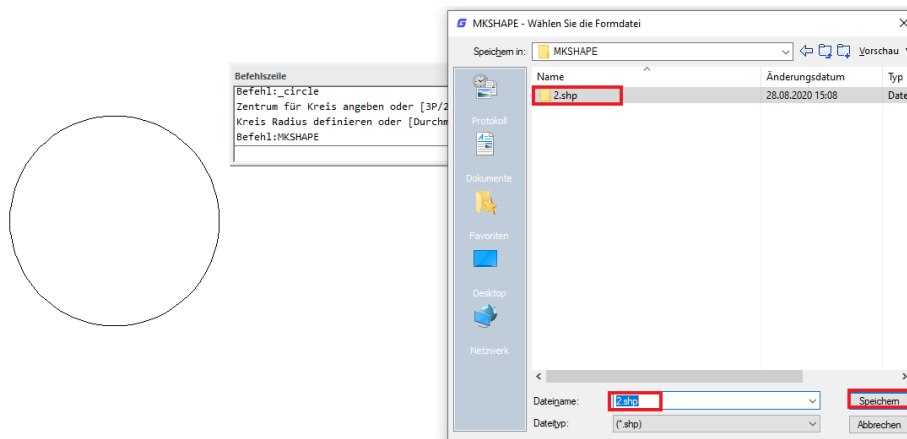 MKSHAPE - Wählen Sie die Formdatei
Speichern in:
MKSHAPE
Vorschau
Name
Änderungsdatum
Typ
2.shp
28.08.2020 15:08
Date
Protokoll
Dokumente
Favoriten
Desktop
Netzwerk
Dateiname:
2.shp
Speichern
Dateityp:
(*.shp)
Abbrechen
Befehlszeile
Befehl:_circle
Zentrum für Kreis angeben oder [3P/2
Kreis Radius definieren oder [Durchm
Befehl:MKSHAPE